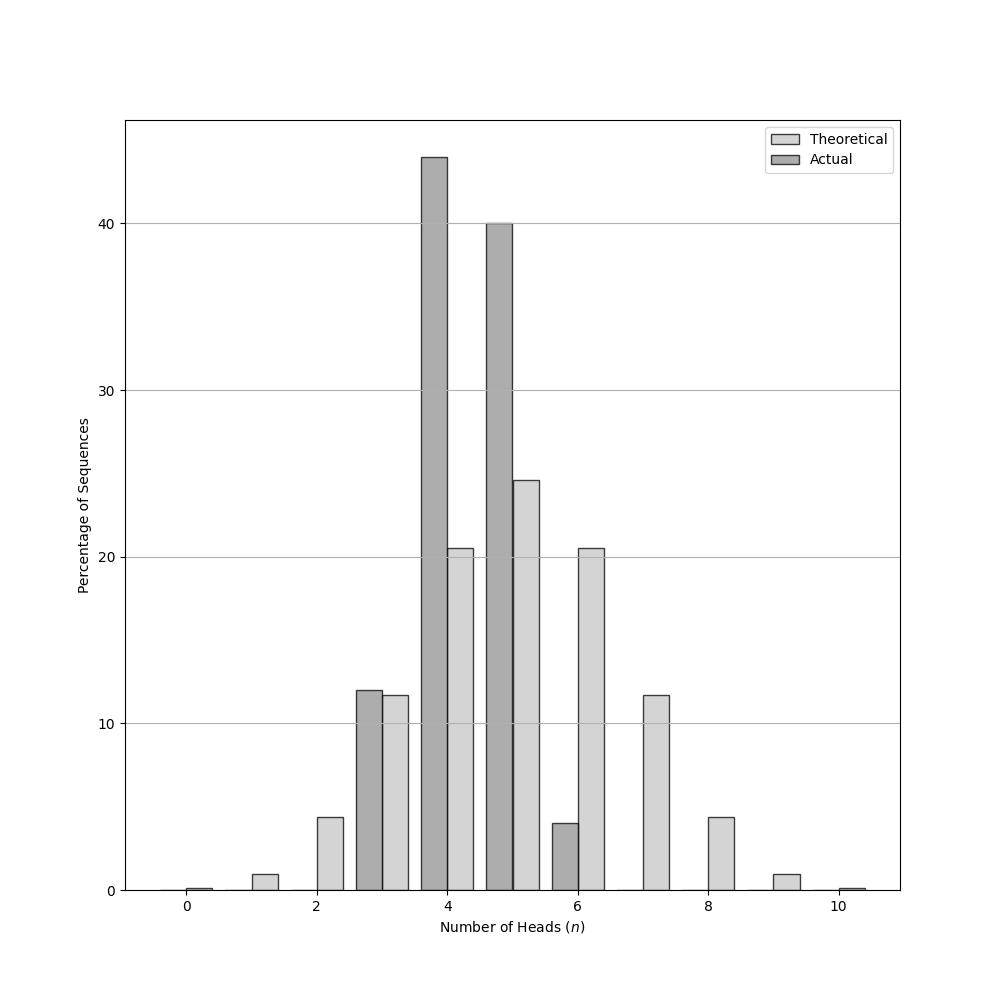 Theoretical
Actual
40
30
20
10
0
Percentage of Sequences
0 2 4 6 8 10
Number of Heads (n)